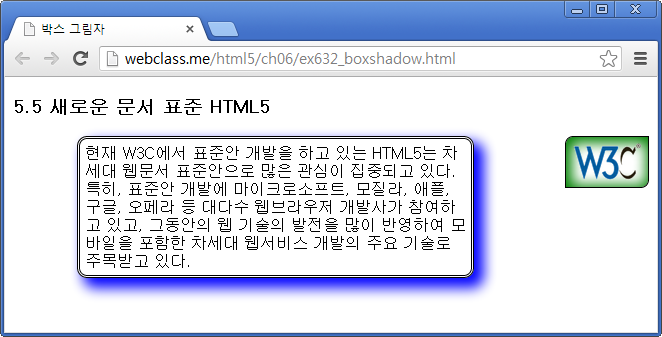 박스 그림자
webclass.me/html5/ch06/ex632_boxshadow.html
5.5 새로운 문서 표준 HTML5
현재 W3C에서 표준안 개발을 하고 있는 HTML5는 차
세대 웹문서 표준안으로 많은 관심이 집중되고 있다.
특히, 표준안 개발에 마이크로소프트, 모질라, 애플,
구글, 오페라 등 대다수 웹브라우저 개발사가 참여하
고 있고, 그동안의 웹 기술의 발전을 많이 반영하여 모
바일을 포함한 차세대 웹서비스 개발의 주요 기술로
주목받고 있다.
W3C®